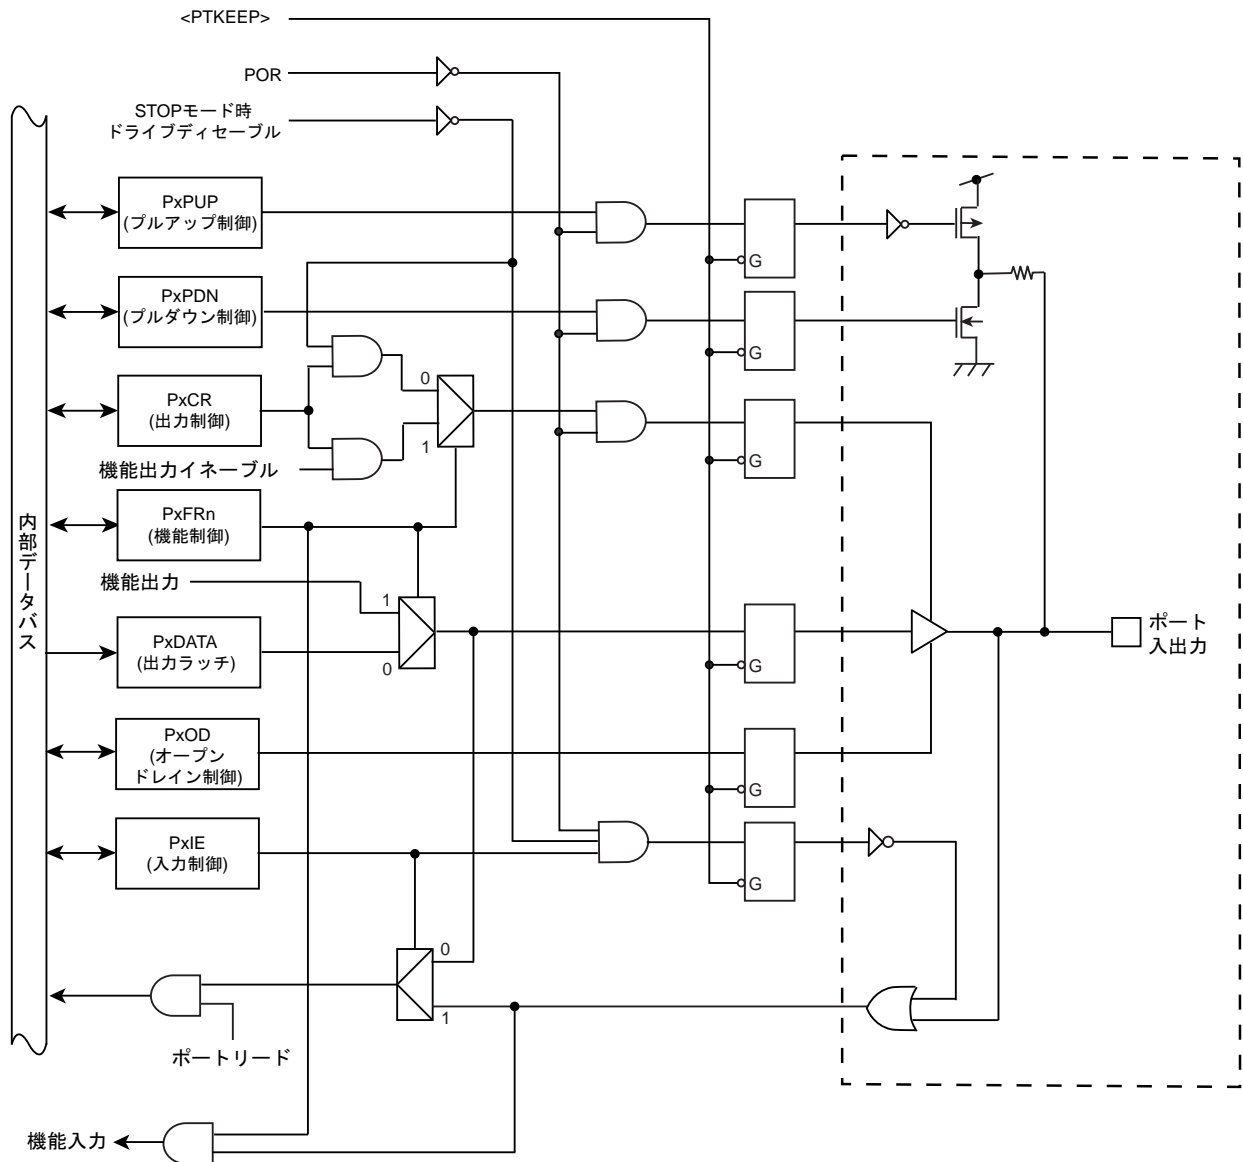 <PTKEEP>
POR
STOPモード時
ドライブディセーブル
PxPUP
(プルアップ制御)
G
PxPDN
(プルダウン制御)
G
PxCR
(出力制御)
0
1
G
機能出力イネーブル
PxFRn
(機能制御)
内部データバス
機能出力
1
0
PxDATA
(出力ラッチ)
G
ポート
入出力
PxOD
(オープン
ドレイン制御)
G
PxIE
(入力制御)
G
0
1
ポートリード
機能入力